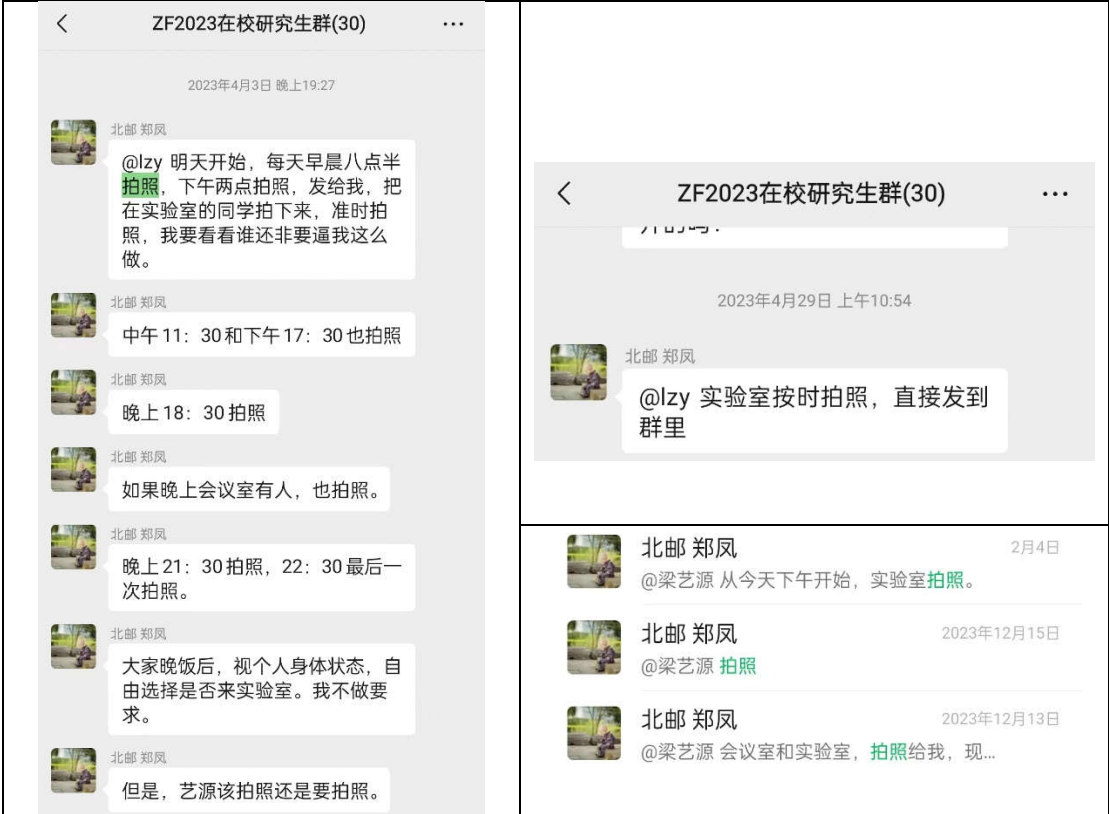 ZF2023在校研究生群(30)
2023年4月3日 晚上19:27
北邮 郑凤
@lzy 明天开始，每天早晨八点半
拍照，下午两点拍照，发给我，把
在实验室的同学拍下来，准时拍
照，我要看看谁还非要逼我这么
做。
北邮 郑凤
中午11：30和下午17：30也拍照
北邮 郑凤
晚上18：30拍照
北邮 郑凤
如果晚上会议室有人，也拍照。
北邮 郑凤
晚上21：30拍照，22：30最后一
次拍照。
北邮 郑凤
大家晚饭后，视个人身体状态，自
由选择是否来实验室。我不做要
求。
北邮 郑凤
但是，艺源该拍照还是要拍照。
ZF2023在校研究生群(30)
2023年4月29日 上午10:54
北邮 郑凤
@lzy 实验室按时拍照，直接发到
群里
北邮 郑凤 2月4日
@梁艺源 从今天下午开始，实验室拍照。
北邮 郑凤 2023年12月15日
@梁艺源 拍照
北邮 郑凤 2023年12月13日
@梁艺源 会议室和实验室，拍照给我，现...